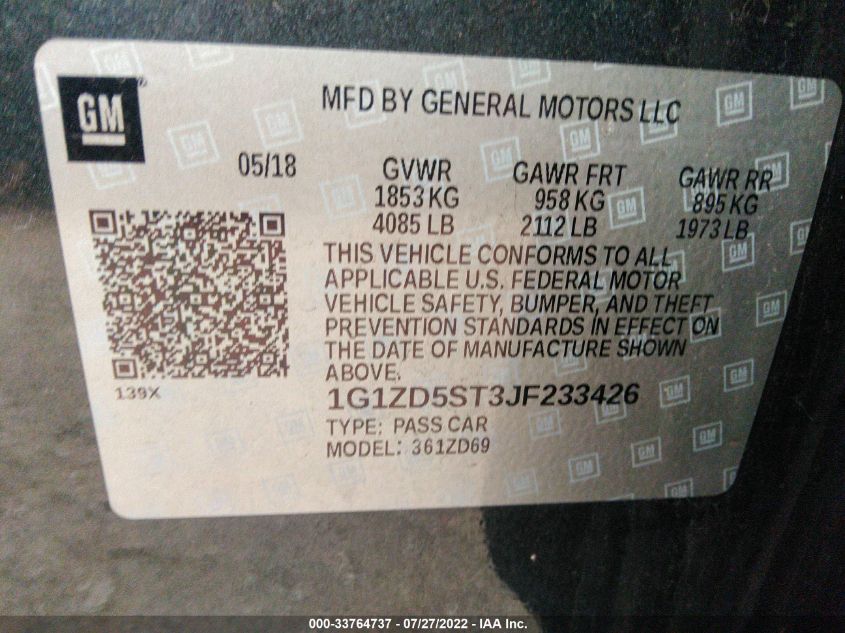 GM
MFD BY GENERAL MOTORS LLC
05/18
GVWR
1853 KG
4085 LB
GAWR FRT
958 KG
2112 LB
GAWR RR
895 KG
1973 LB
THIS VEHICLE CONFORMS TO ALL
APPLICABLE U.S. FEDERAL MOTOR
VEHICLE SAFETY, BUMPER, AND THEFT
PREVENTION STANDARDS IN EFFECT ON
THE DATE OF MANUFACTURE SHOWN
ABOVE.
139X
1G1ZD5ST3JF233426
TYPE: PASS CAR
MODEL: 361ZD69
000-33764737 - 07/27/2022 - IAA Inc.